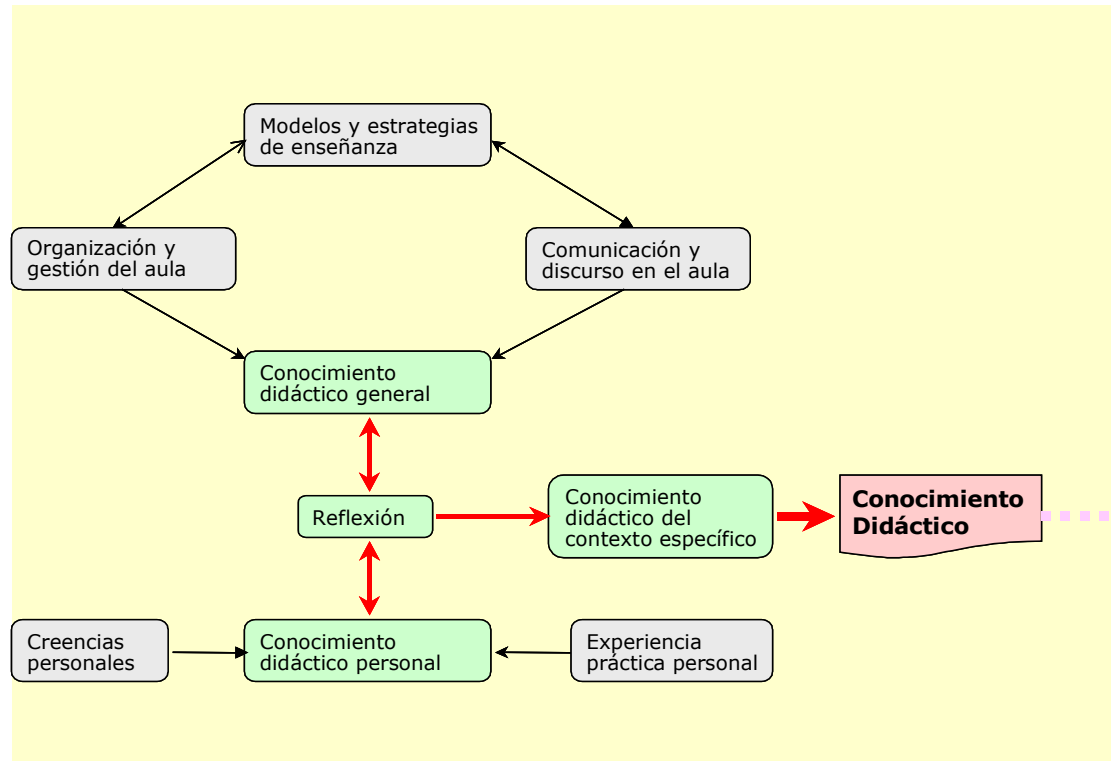 Modelos y estrategias
de enseñanza
Organización y
gestión del aula
Comunicación y
discurso en el aula
Conocimiento
didáctico general
Reflexión
Conocimiento
didáctico del
contexto específico
Conocimiento
Didáctico
Creencias
personales
Conocimiento
didáctico personal
Experiencia
práctica personal